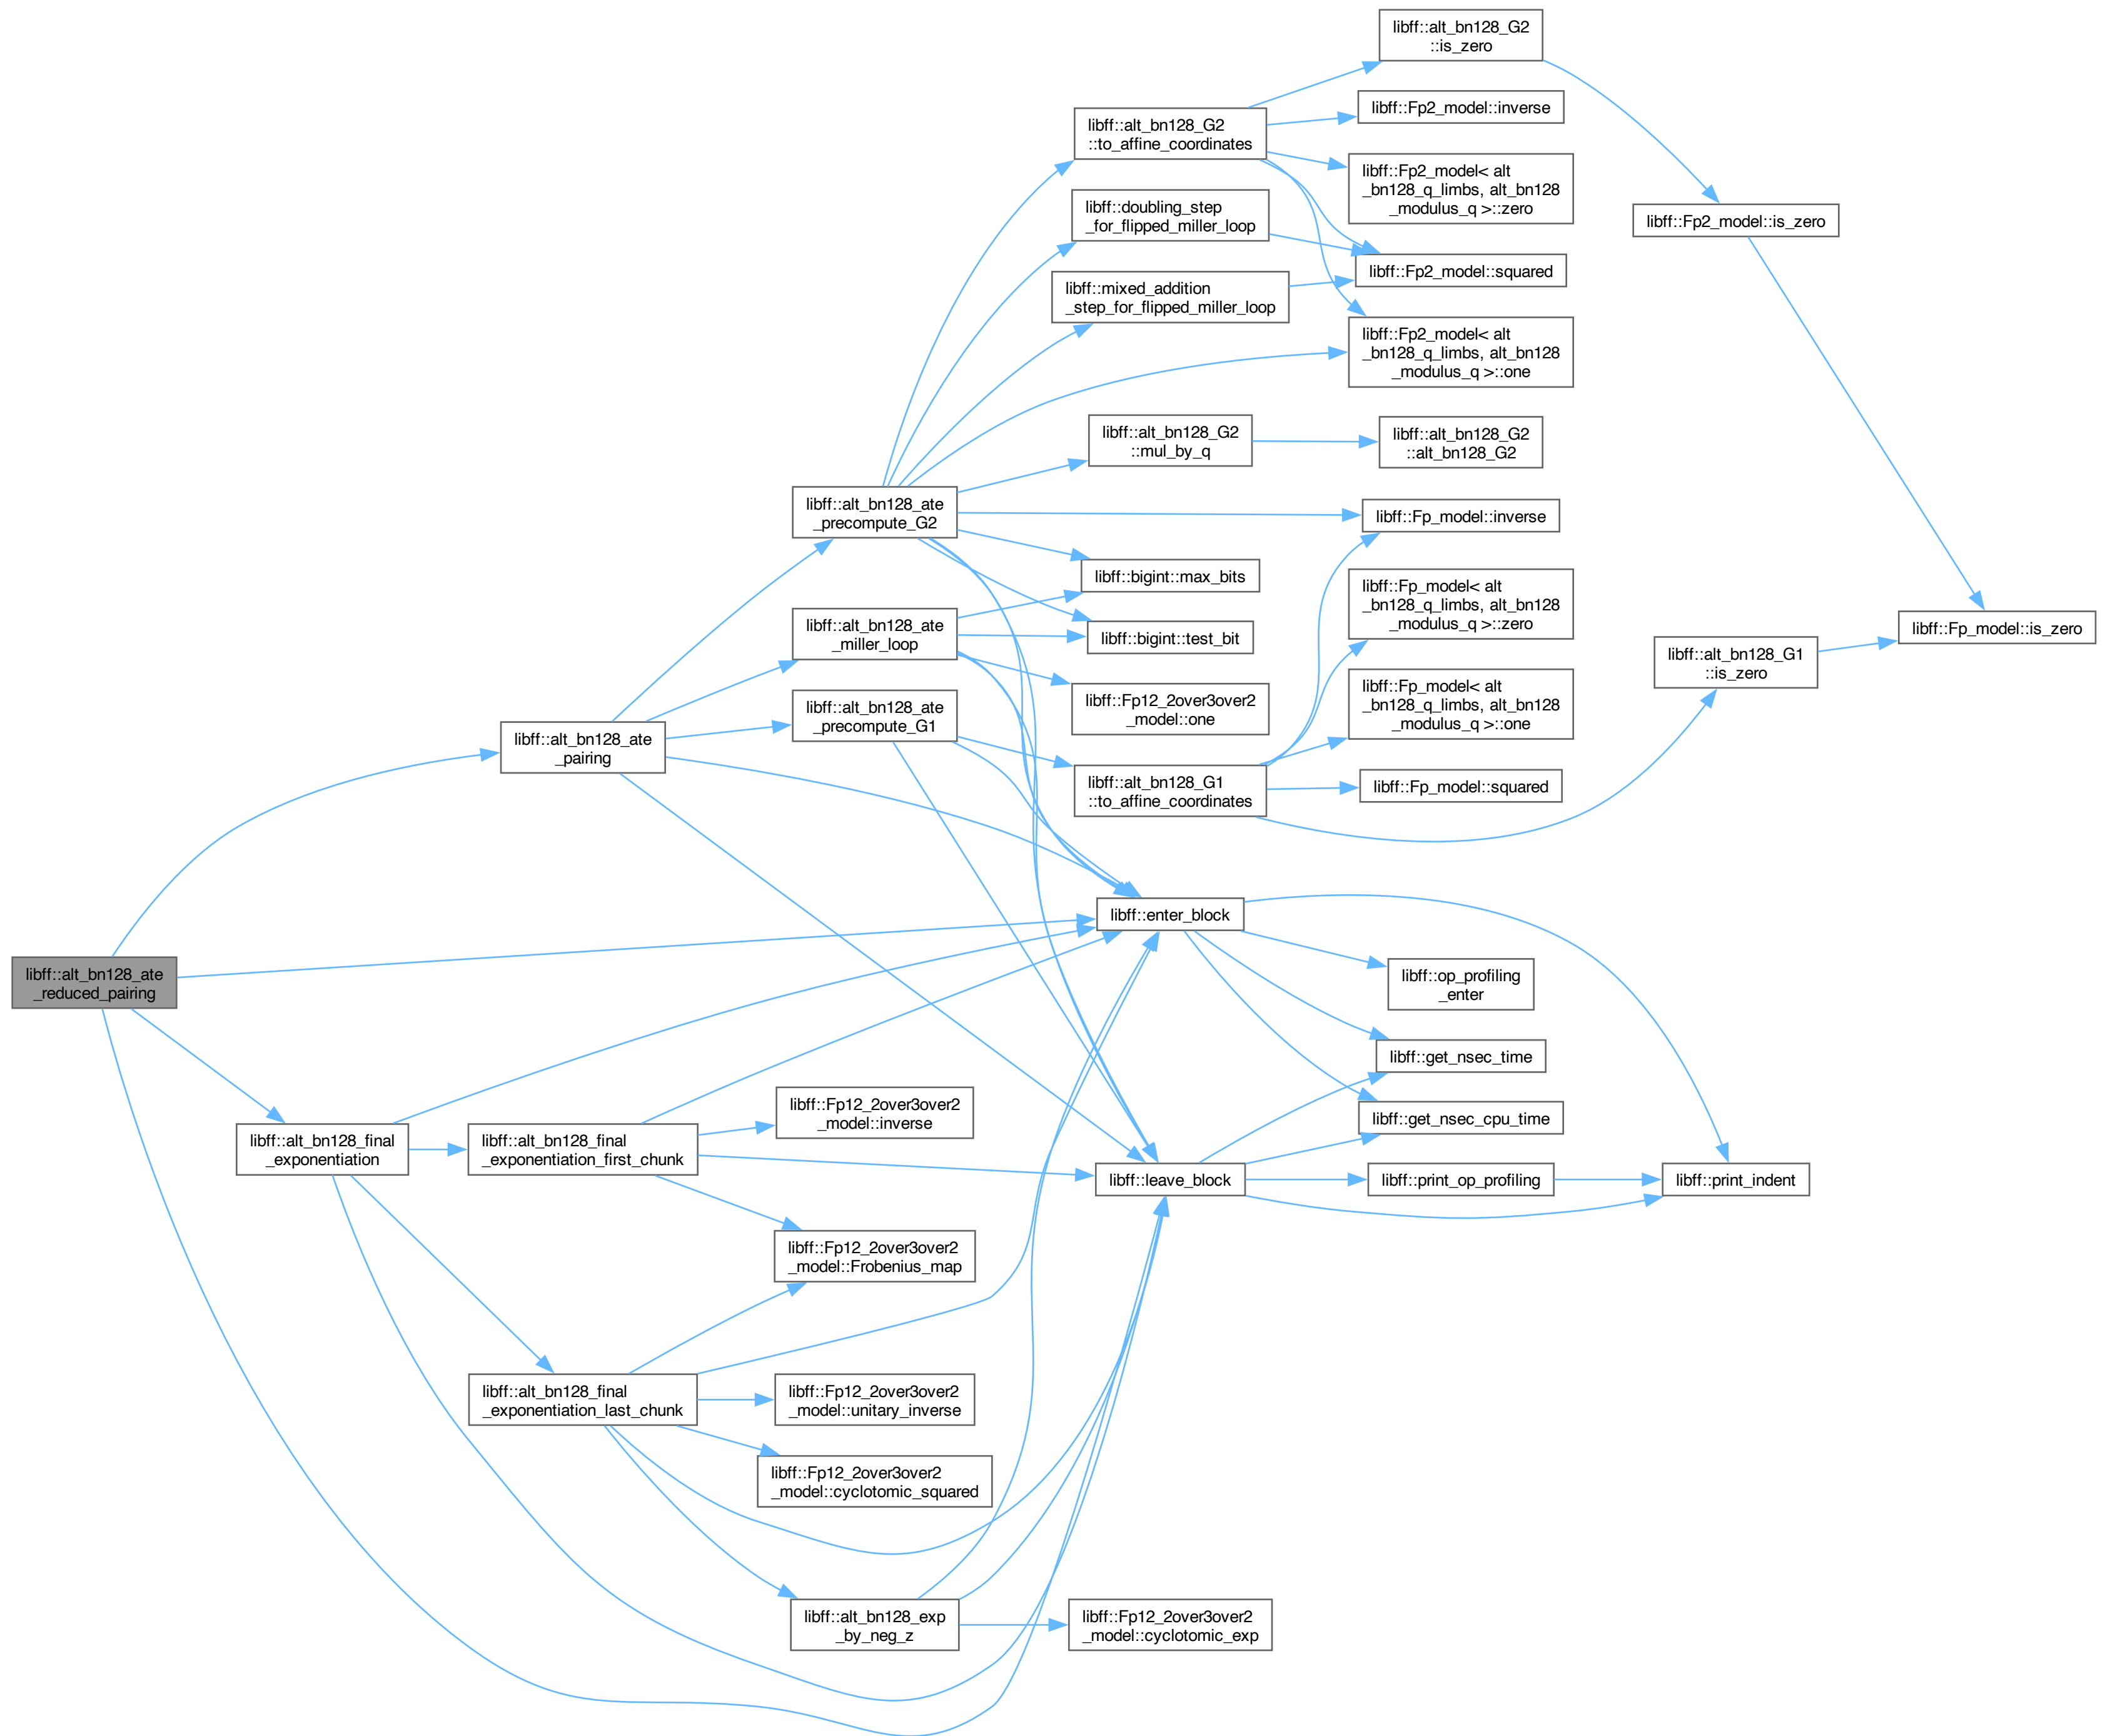 libff::alt_bn128_ate
_reduced_pairing
libff::alt_bn128_ate
_pairing
libff::alt_bn128_final
_exponentiation
libff::alt_bn128_final
_exponentiation_first_chunk
libff::alt_bn128_final
_exponentiation_last_chunk
libff::alt_bn128_ate
_precompute_G2
libff::alt_bn128_ate
_miller_loop
libff::alt_bn128_ate
_precompute_G1
libff::Fp12_2over3over2
_model::inverse
libff::Fp12_2over3over2
_model::Frobenius_map
libff::Fp12_2over3over2
_model::unitary_inverse
libff::Fp12_2over3over2
_model::cyclotomic_squared
libff::alt_bn128_exp
_by_neg_z
libff::alt_bn128_G2
::to_affine_coordinates
libff::doubling_step
_for_flipped_miller_loop
libff::mixed_addition
_step_for_flipped_miller_loop
libff::alt_bn128_G2
::mul_by_q
libff::bigint::max_bits
libff::bigint::test_bit
libff::Fp12_2over3over2
_model::one
libff::alt_bn128_G1
::to_affine_coordinates
libff::enter_block
libff::leave_block
libff::Fp12_2over3over2
_model::cyclotomic_exp
libff::alt_bn128_G2
::is_zero
libff::Fp2_model::inverse
libff::Fp2_model< alt
_bn128_q_limbs, alt_bn128
_modulus_q >::zero
libff::Fp2_model::squared
libff::Fp2_model< alt
_bn128_q_limbs, alt_bn128
_modulus_q >::one
libff::alt_bn128_G2
::alt_bn128_G2
libff::Fp_model::inverse
libff::Fp_model< alt
_bn128_q_limbs, alt_bn128
_modulus_q >::zero
libff::Fp_model< alt
_bn128_q_limbs, alt_bn128
_modulus_q >::one
libff::Fp_model::squared
libff::op_profiling
_enter
libff::get_nsec_time
libff::get_nsec_cpu_time
libff::print_op_profiling
libff::Fp2_model::is_zero
libff::alt_bn128_G1
::is_zero
libff::print_indent
libff::Fp_model::is_zero